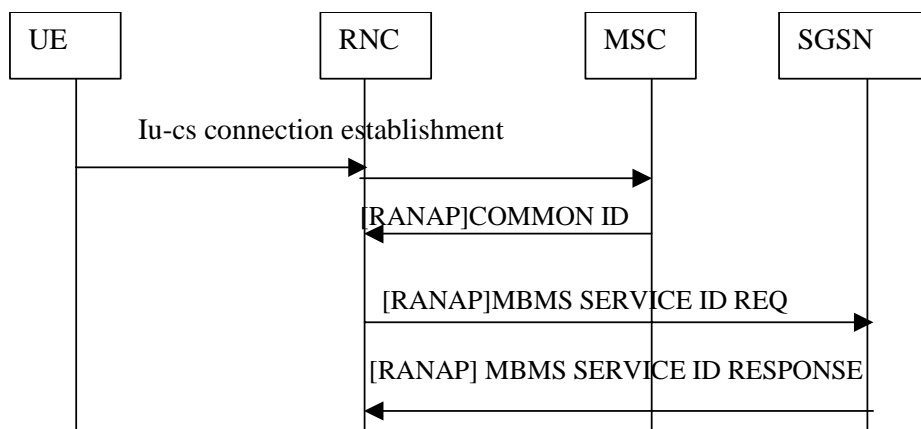 UE RNC MSC SGSN
Iu-cs connection establishment
[RANAP]COMMON ID
[RANAP]MBMS SERVICE ID REQ
[RANAP] MBMS SERVICE ID RESPONSE